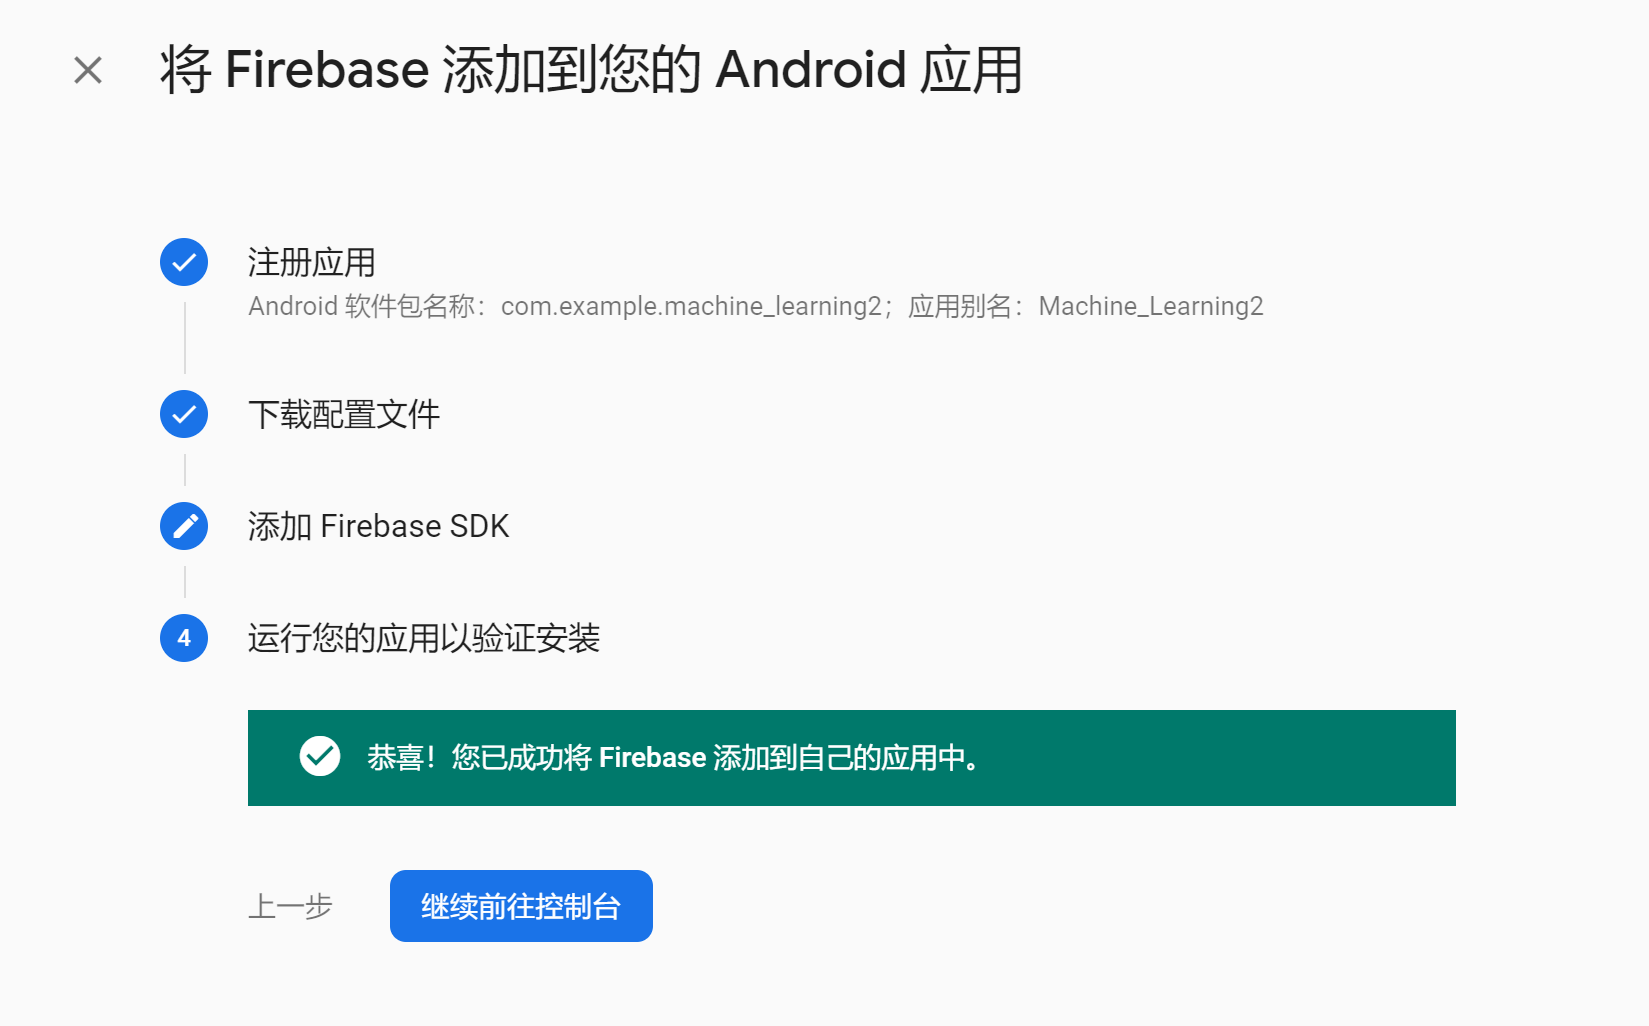 将 Firebase 添加到您的 Android 应用
注册应用
Android 软件包名称：com.example.machine_learning2；应用别名：Machine_Learning2
下载配置文件
添加 Firebase SDK
4
运行您的应用以验证安装
恭喜！您已成功将 Firebase 添加到自己的应用中。
上一步
继续前往控制台